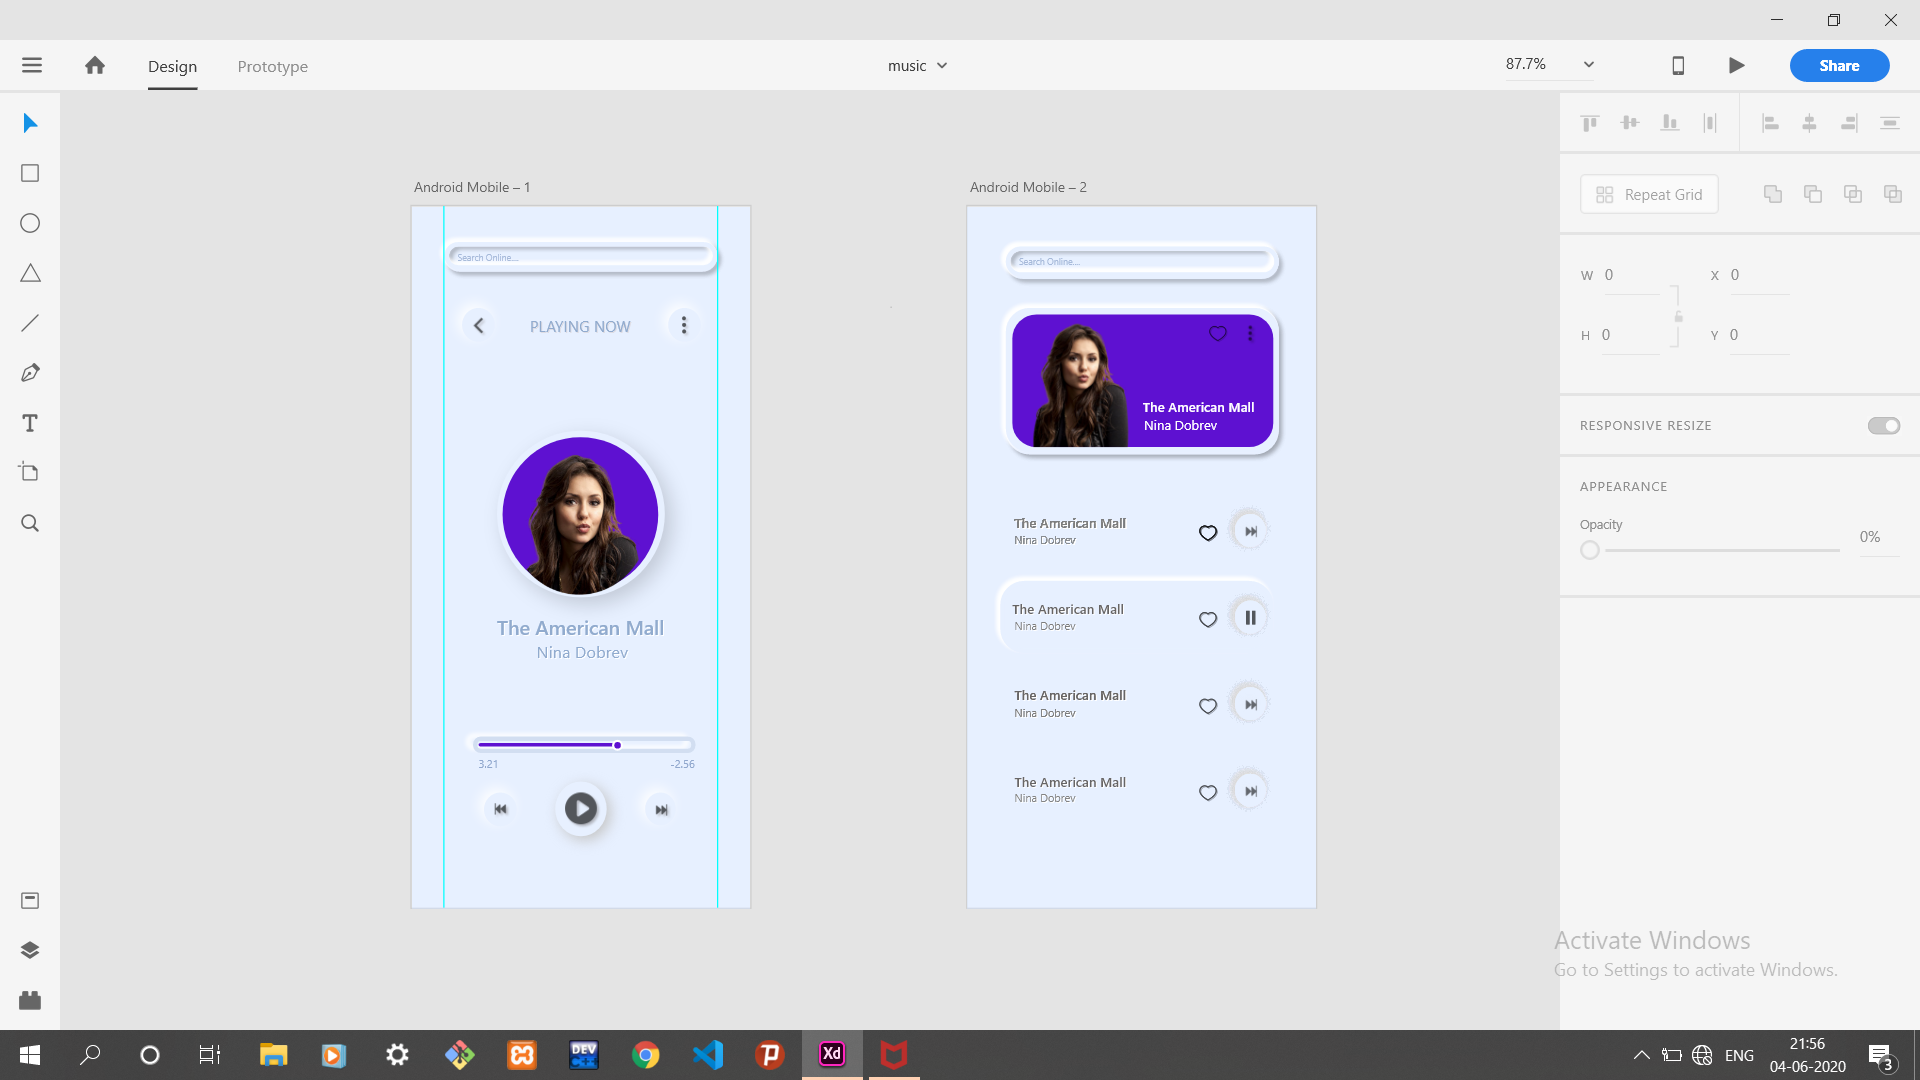 Design
Prototype
music
87.7%
Share
Android Mobile – 1
Search Online....
PLAYING NOW
The American Mall
Nina Dobrev
3.21
-2.56
Android Mobile – 2
Search Online....
The American Mall
Nina Dobrev
The American Mall
Nina Dobrev
The American Mall
Nina Dobrev
The American Mall
Nina Dobrev
The American Mall
Nina Dobrev
Repeat Grid
W 0
X 0
H 0
Y 0
RESPONSIVE RESIZE
APPEARANCE
Opacity
0%
Activate Windows
Go to Settings to activate Windows.
DEV
C++
Xd
ENG
21:56
04-06-2020
3